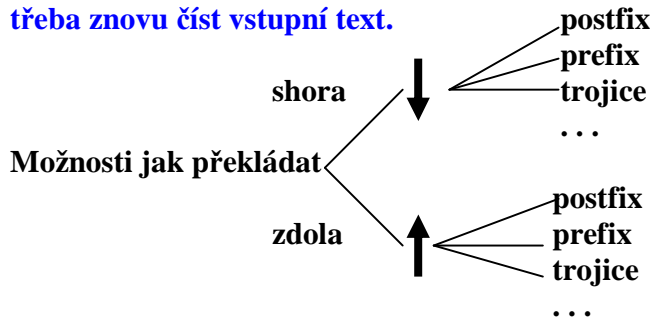 třeba znovu číst vstupní text.
postfix
prefix
shora
trojice
. . .
Možnosti jak překládat
postfix
zdola
prefix
trojice
. . .